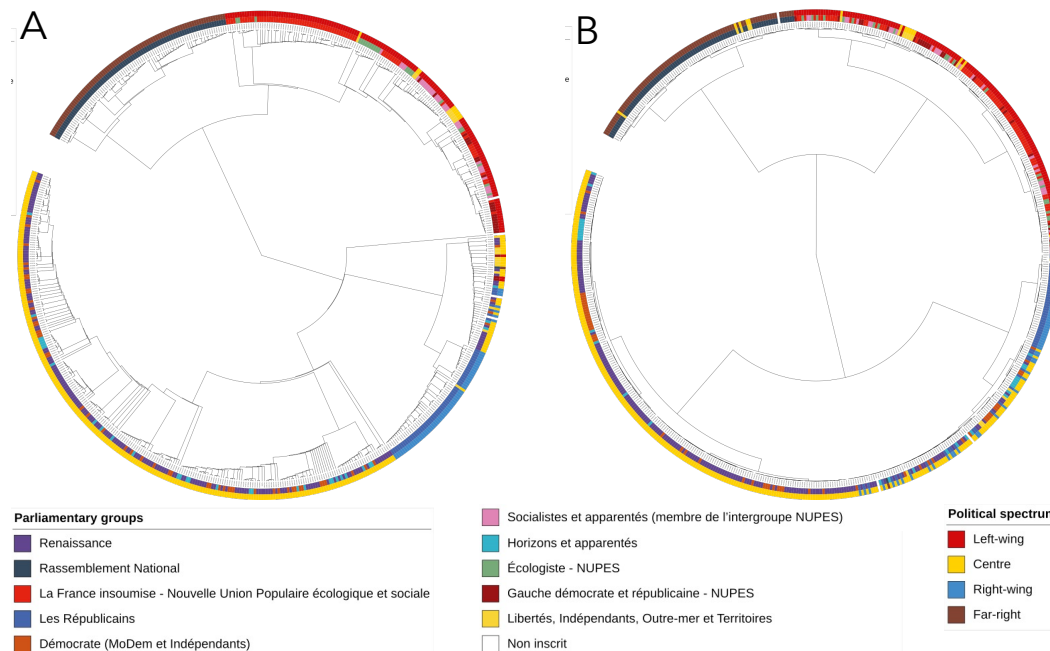 A
B
e
e
Parliamentary groups
Renaissance
Rassemblement National
La France insoumise - Nouvelle Union Populaire écologique et sociale
Les Républicains
Démocrate (MoDem et Indépendants)
Socialistes et apparentés (membre de l'intergroupe NUPES)
Horizons et apparentés
Écologiste - NUPES
Gauche démocrate et républicaine - NUPES
Libertés, Indépendants, Outre-mer et Territoires
Non inscrit
Political spectrum
Left-wing
Centre
Right-wing
Far-right